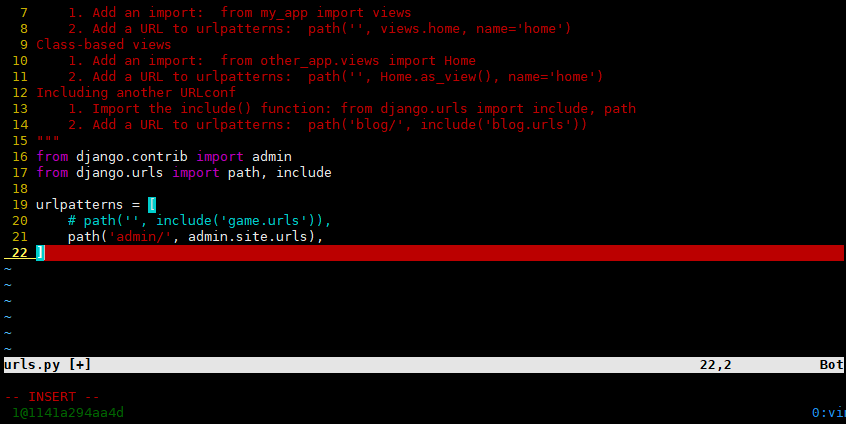 7     1. Add an import:  from my_app import views
8     2. Add a URL to urlpatterns:  path('', views.home, name='home')
9 Class-based views
10     1. Add an import:  from other_app.views import Home
11     2. Add a URL to urlpatterns:  path('', Home.as_view(), name='home')
12 Including another URLconf
13     1. Import the include() function: from django.urls import include, path
14     2. Add a URL to urlpatterns:  path('blog/', include('blog.urls'))
15 """
16 from django.contrib import admin
17 from django.urls import path, include
18
19 urlpatterns = [
20     # path('', include('game.urls')),
21     path('admin/', admin.site.urls),
22 ]
~
~
~
~
~
~
urls.py [+] 22,2 Bot
-- INSERT --
1@1141a294aa4d 0:vi